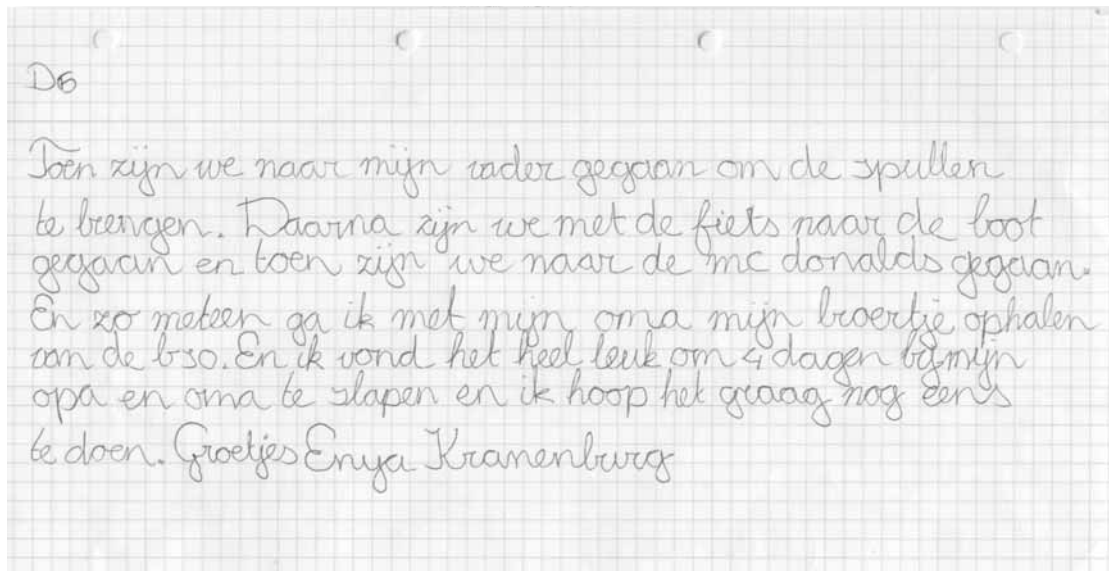 D6
Toen zijn we naar mijn vader gegaan om de spullen
te brengen. Daarna zijn we met de fiets naar de boot
gegaan en toen zijn we naar de mc donalds gegaan.
En zo meteen ga ik met mijn oma mijn broertje ophalen
van de bso. En ik vond het heel leuk om 4 dagen bij mijn
opa en oma te slapen en ik hoop het graag nog eens
te doen. Groetjes Enya Kranenburg